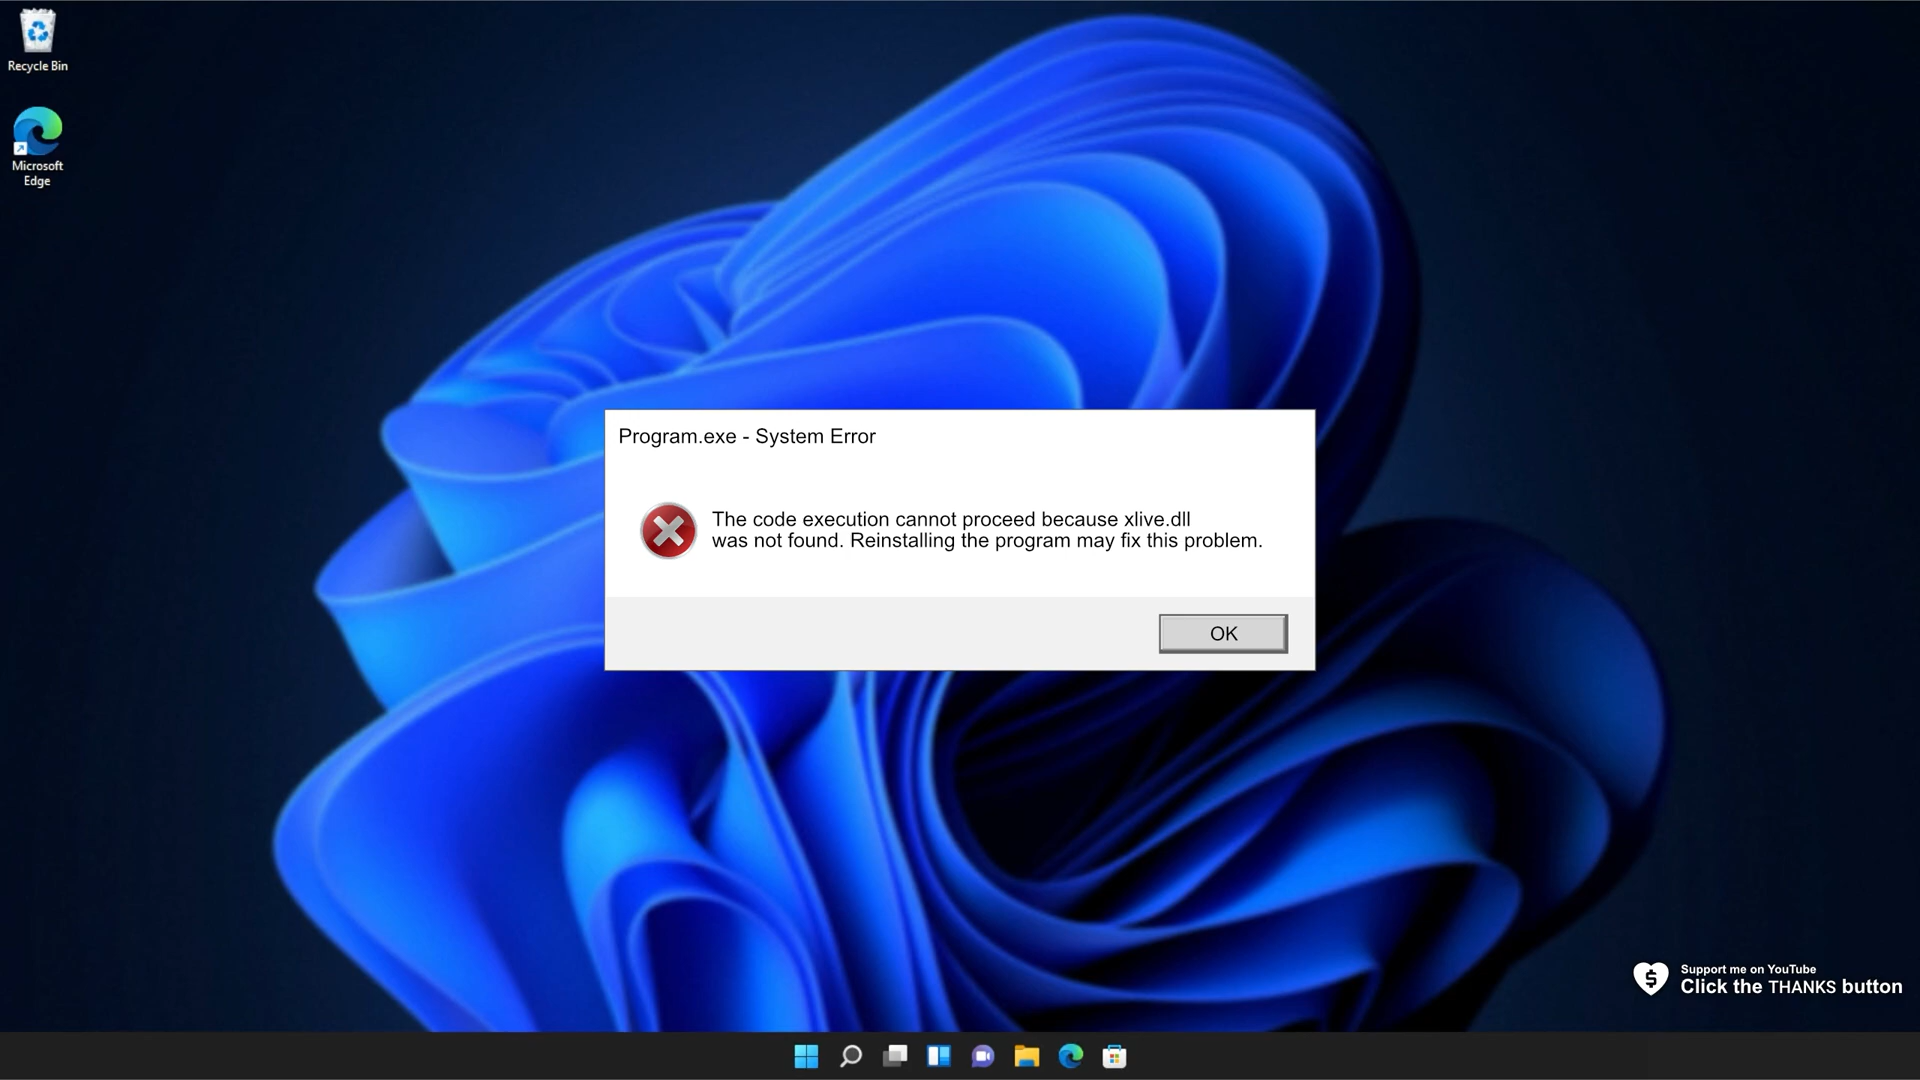 Recycle Bin
Microsoft
Edge
Program.exe - System Error
The code execution cannot proceed because xlive.dll
was not found. Reinstalling the program may fix this problem.
OK
Support me on YouTube
Click the THANKS button